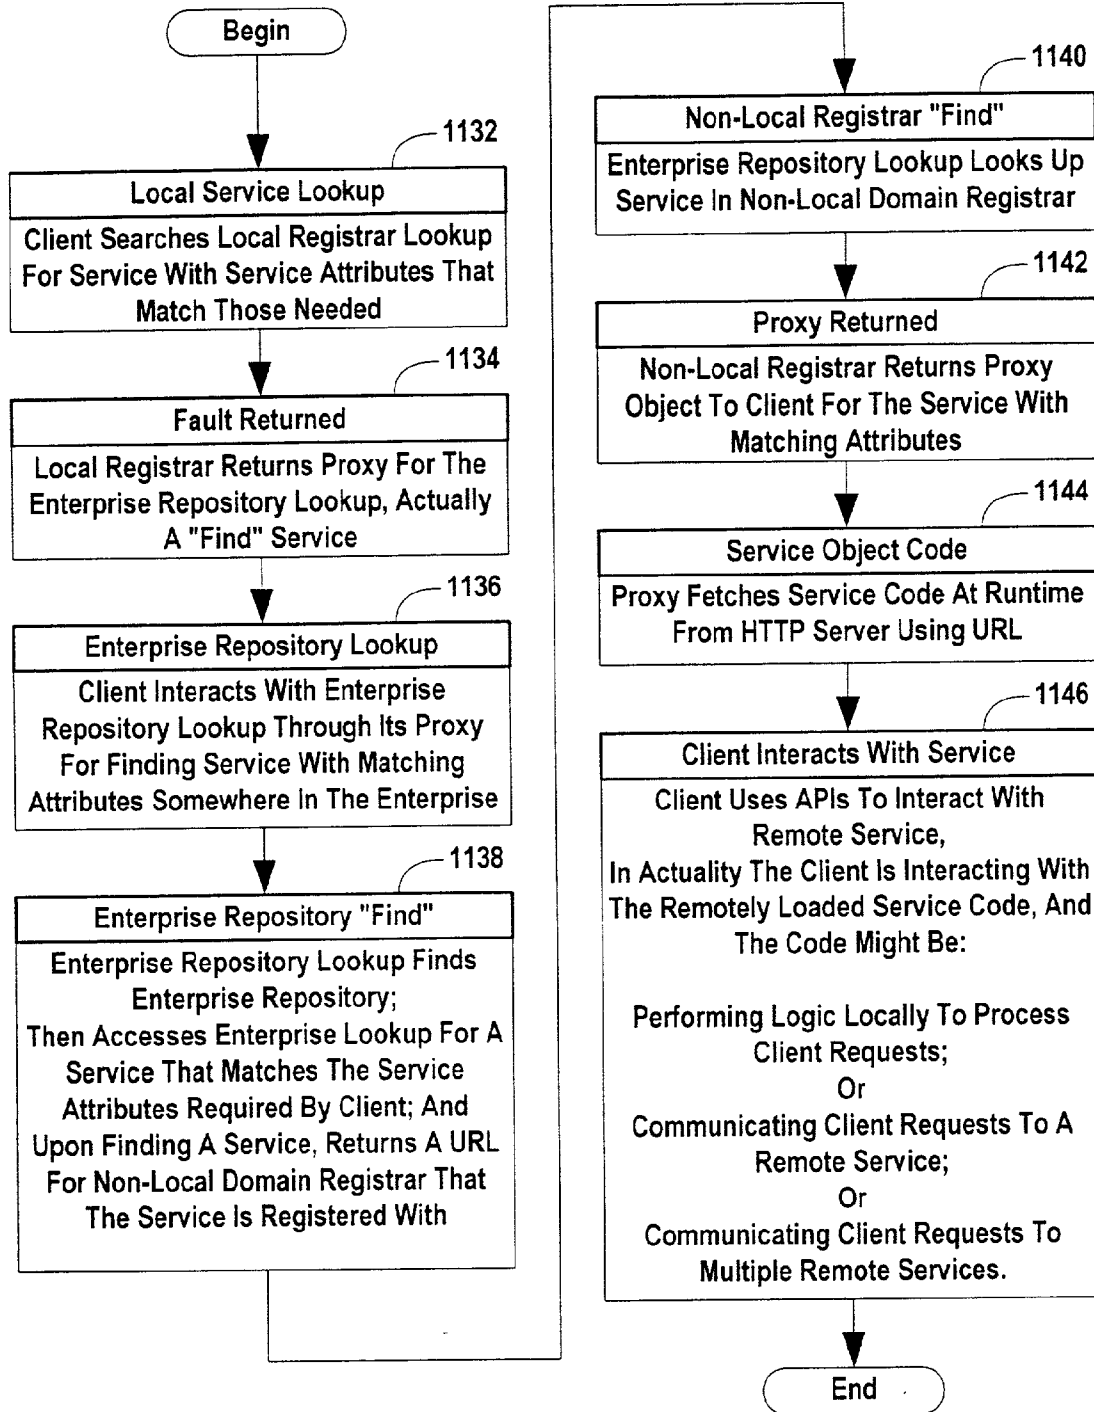 Begin
1132
Local Service Lookup
Client Searches Local Registrar Lookup
For Service With Service Attributes That
Match Those Needed
1134
Fault Returned
Local Registrar Returns Proxy For The
Enterprise Repository Lookup, Actually
A "Find" Service
1136
Enterprise Repository Lookup
Client Interacts With Enterprise
Repository Lookup Through Its Proxy
For Finding Service With Matching
Attributes Somewhere In The Enterprise
1138
Enterprise Repository "Find"
Enterprise Repository Lookup Finds
Enterprise Repository;
Then Accesses Enterprise Lookup For A
Service That Matches The Service
Attributes Required By Client; And
Upon Finding A Service, Returns A URL
For Non-Local Domain Registrar That
The Service Is Registered With
1140
Non-Local Registrar "Find"
Enterprise Repository Lookup Looks Up
Service In Non-Local Domain Registrar
1142
Proxy Returned
Non-Local Registrar Returns Proxy
Object To Client For The Service With
Matching Attributes
1144
Service Object Code
Proxy Fetches Service Code At Runtime
From HTTP Server Using URL
1146
Client Interacts With Service
Client Uses APIs To Interact With
Remote Service,
In Actuality The Client Is Interacting With
The Remotely Loaded Service Code, And
The Code Might Be:
Performing Logic Locally To Process
Client Requests;
Or
Communicating Client Requests To A
Remote Service;
Or
Communicating Client Requests To
Multiple Remote Services.
End